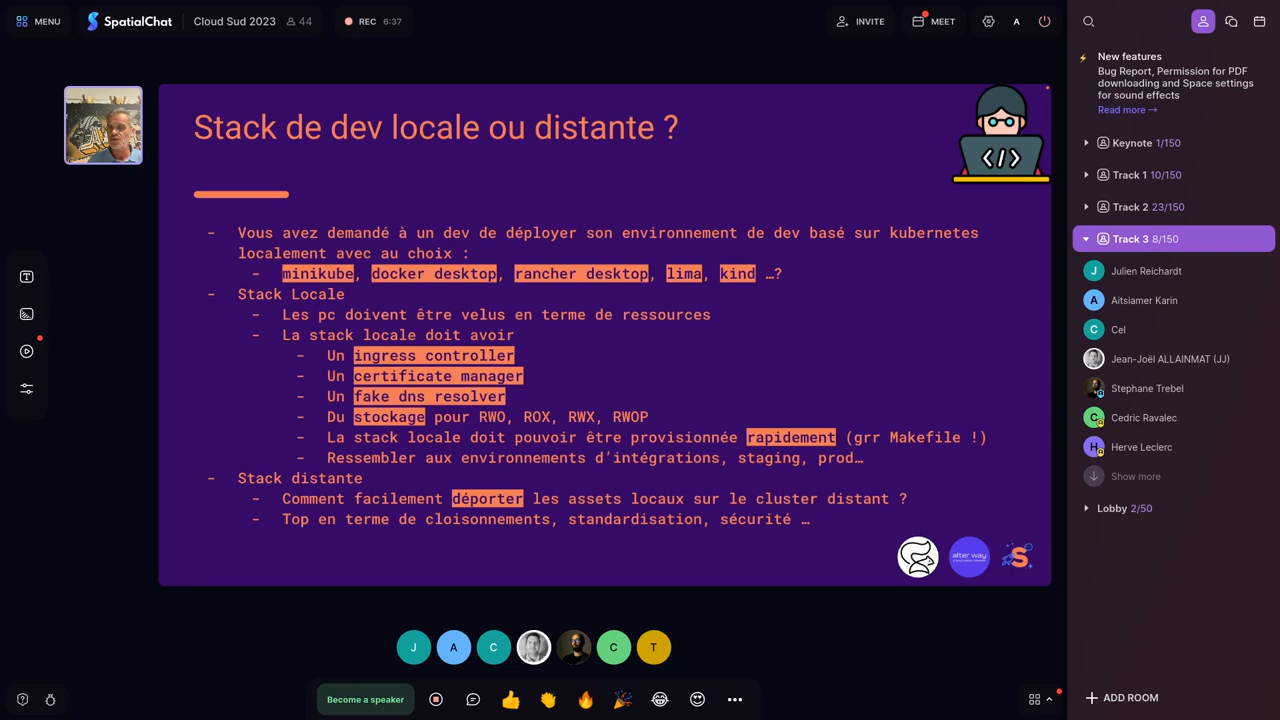 MENU
SpatialChat
Cloud Sud 2023
44
REC 6:37
INVITE
MEET
A
New features
Bug Report, Permission for PDF
downloading and Space settings
for sound effects
Read more →
Keynote 1/150
Track 1 10/150
Track 2 23/150
Track 3 8/150
J Julien Reichardt
A Aitsiamer Karin
C Cel
Jean-Joël ALLAINMAT (JJ)
Stephane Trebel
C Cedric Ravalec
H Herve Leclerc
Show more
Lobby 2/50
ADD ROOM
Stack de dev locale ou distante ?
</>
- Vous avez demandé à un dev de déployer son environnement de dev basé sur kubernetes
localement avec au choix :
- minikube, docker desktop, rancher desktop, lima, kind …?
- Stack Locale
- Les pc doivent être velus en terme de ressources
- La stack locale doit avoir
- Un ingress controller
- Un certificate manager
- Un fake dns resolver
- Du stockage pour RWO, ROX, RWX, RWOP
- La stack locale doit pouvoir être provisionnée rapidement (grr Makefile !)
- Ressembler aux environnements d’intégrations, staging, prod…
- Stack distante
- Comment facilement déporter les assets locaux sur le cluster distant ?
- Top en terme de cloisonnements, standardisation, sécurité …
alter way
S
J A C C T
Become a speaker